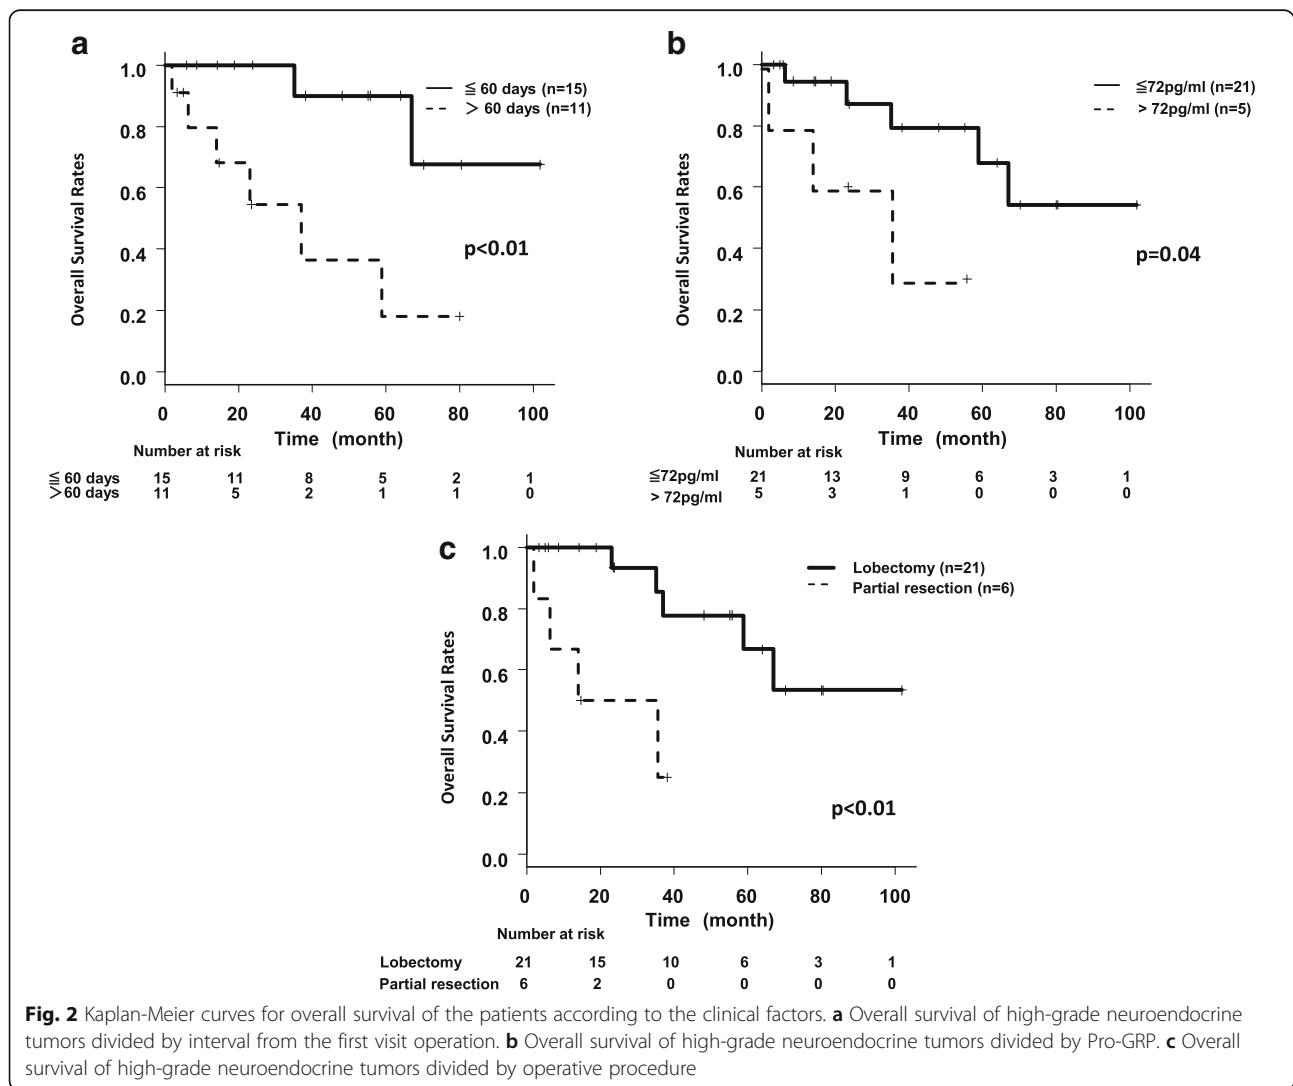 a
1.0
0.8
0.6
0.4
0.2
0.0
Overall Survival Rates
≦ 60 days (n=15)
> 60 days (n=11)
p<0.01
0 20 40 60 80 100
Time (month)
Number at risk
≦ 60 days 15 11 8 5 2 1
>60 days 11 5 2 1 1 0
b
1.0
0.8
0.6
0.4
0.2
0.0
Overall Survival Rates
≦72pg/ml (n=21)
> 72pg/ml (n=5)
p=0.04
0 20 40 60 80 100
Time (month)
Number at risk
≦72pg/ml 21 13 9 6 3 1
> 72pg/ml 5 3 1 0 0 0
c
1.0
0.8
0.6
0.4
0.2
0.0
Overall Survival Rates
Lobectomy (n=21)
Partial resection (n=6)
p<0.01
0 20 40 60 80 100
Time (month)
Number at risk
Lobectomy 21 15 10 6 3 1
Partial resection 6 2 0 0 0 0
Fig. 2 Kaplan-Meier curves for overall survival of the patients according to the clinical factors. a Overall survival of high-grade neuroendocrine
tumors divided by interval from the first visit operation. b Overall survival of high-grade neuroendocrine tumors divided by Pro-GRP. c Overall
survival of high-grade neuroendocrine tumors divided by operative procedure